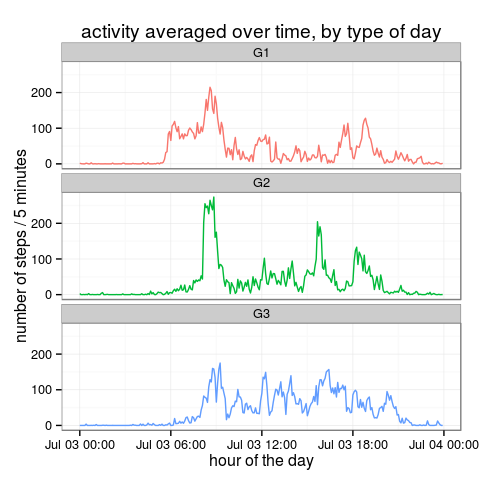 activity averaged over time, by type of day
G1
200
100
0
G2
200
100
0
G3
200
100
0
number of steps / 5 minutes
Jul 03 00:00 Jul 03 06:00 Jul 03 12:00 Jul 03 18:00 Jul 04 00:00
hour of the day